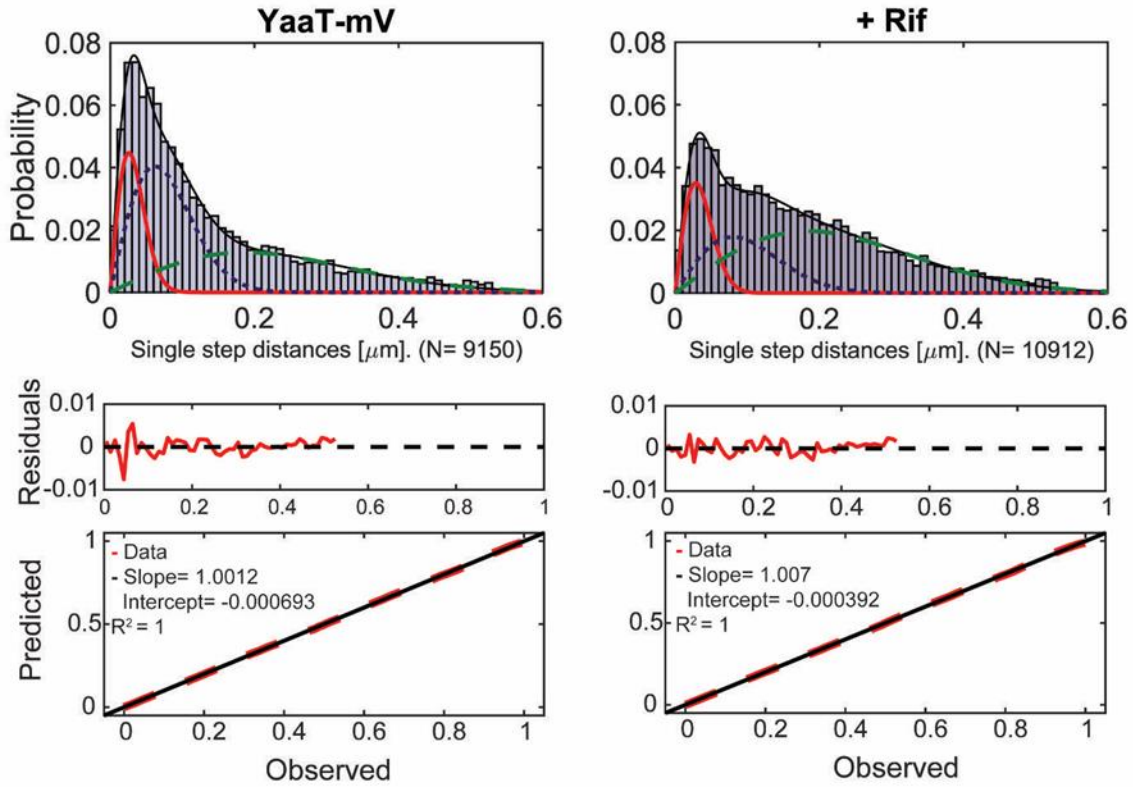 YaaT-mV
+ Rif
Probability
0.08
0.06
0.04
0.02
0
0 0.2 0.4 0.6
Single step distances [μm]. (N= 9150)
0.08
0.06
0.04
0.02
0
0 0.2 0.4 0.6
Single step distances [μm]. (N= 10912)
Residuals
0.01
0
-0.01
0 0.2 0.4 0.6 0.8 1
0.01
0
-0.01
0 0.2 0.4 0.6 0.8 1
Predicted
1
0.5
0
- Data
- Slope= 1.0012
Intercept= -0.000693
R² = 1
0 0.2 0.4 0.6 0.8 1
Observed
1
0.5
0
- Data
- Slope= 1.007
Intercept= -0.000392
R² = 1
0 0.2 0.4 0.6 0.8 1
Observed